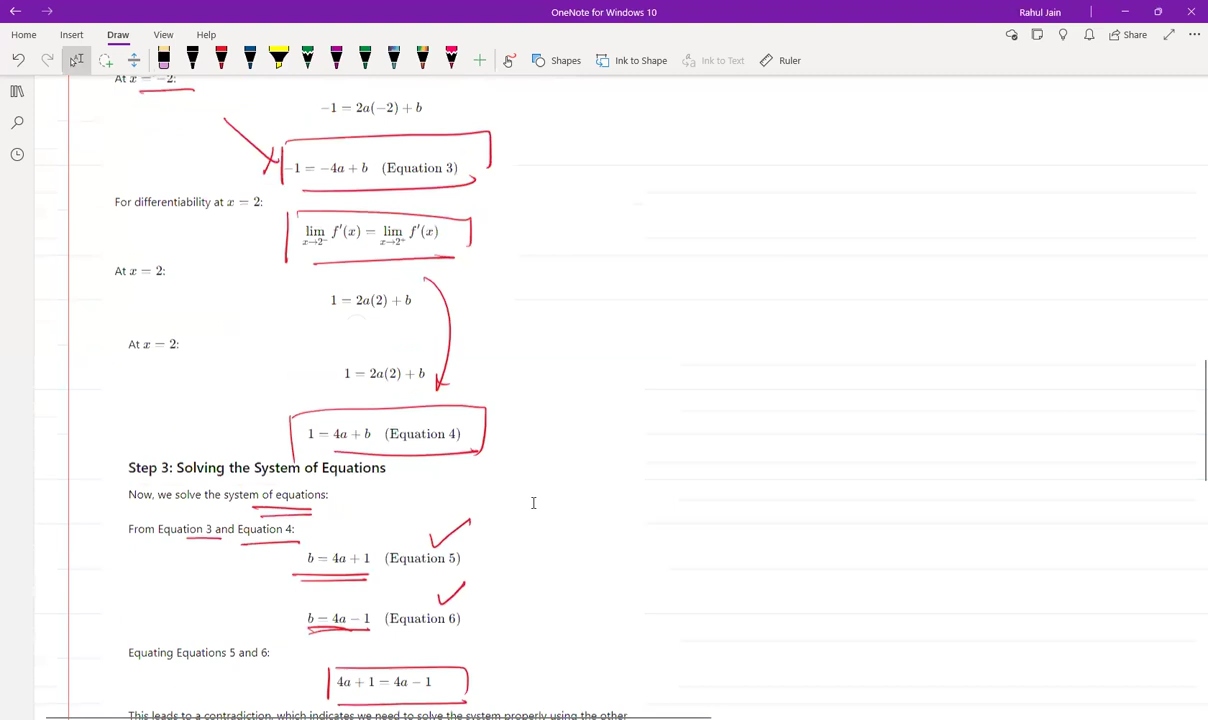 OneNote for Windows 10
Rahul Jain
Home Insert Draw View Help
Share
Shapes Ink to Shape Ink to Text Ruler
At x = −2:
−1 = 2a(−2) + b
−1 = −4a + b (Equation 3)
For differentiability at x = 2:
lim x→2⁻ f′(x) = lim x→2⁺ f′(x)
At x = 2:
1 = 2a(2) + b
At x = 2:
1 = 2a(2) + b
1 = 4a + b (Equation 4)
Step 3: Solving the System of Equations
Now, we solve the system of equations:
From Equation 3 and Equation 4:
b = 4a + 1 (Equation 5)
b = 4a − 1 (Equation 6)
Equating Equations 5 and 6:
4a + 1 = 4a − 1
This leads to a contradiction, which indicates we need to solve the system properly using the other